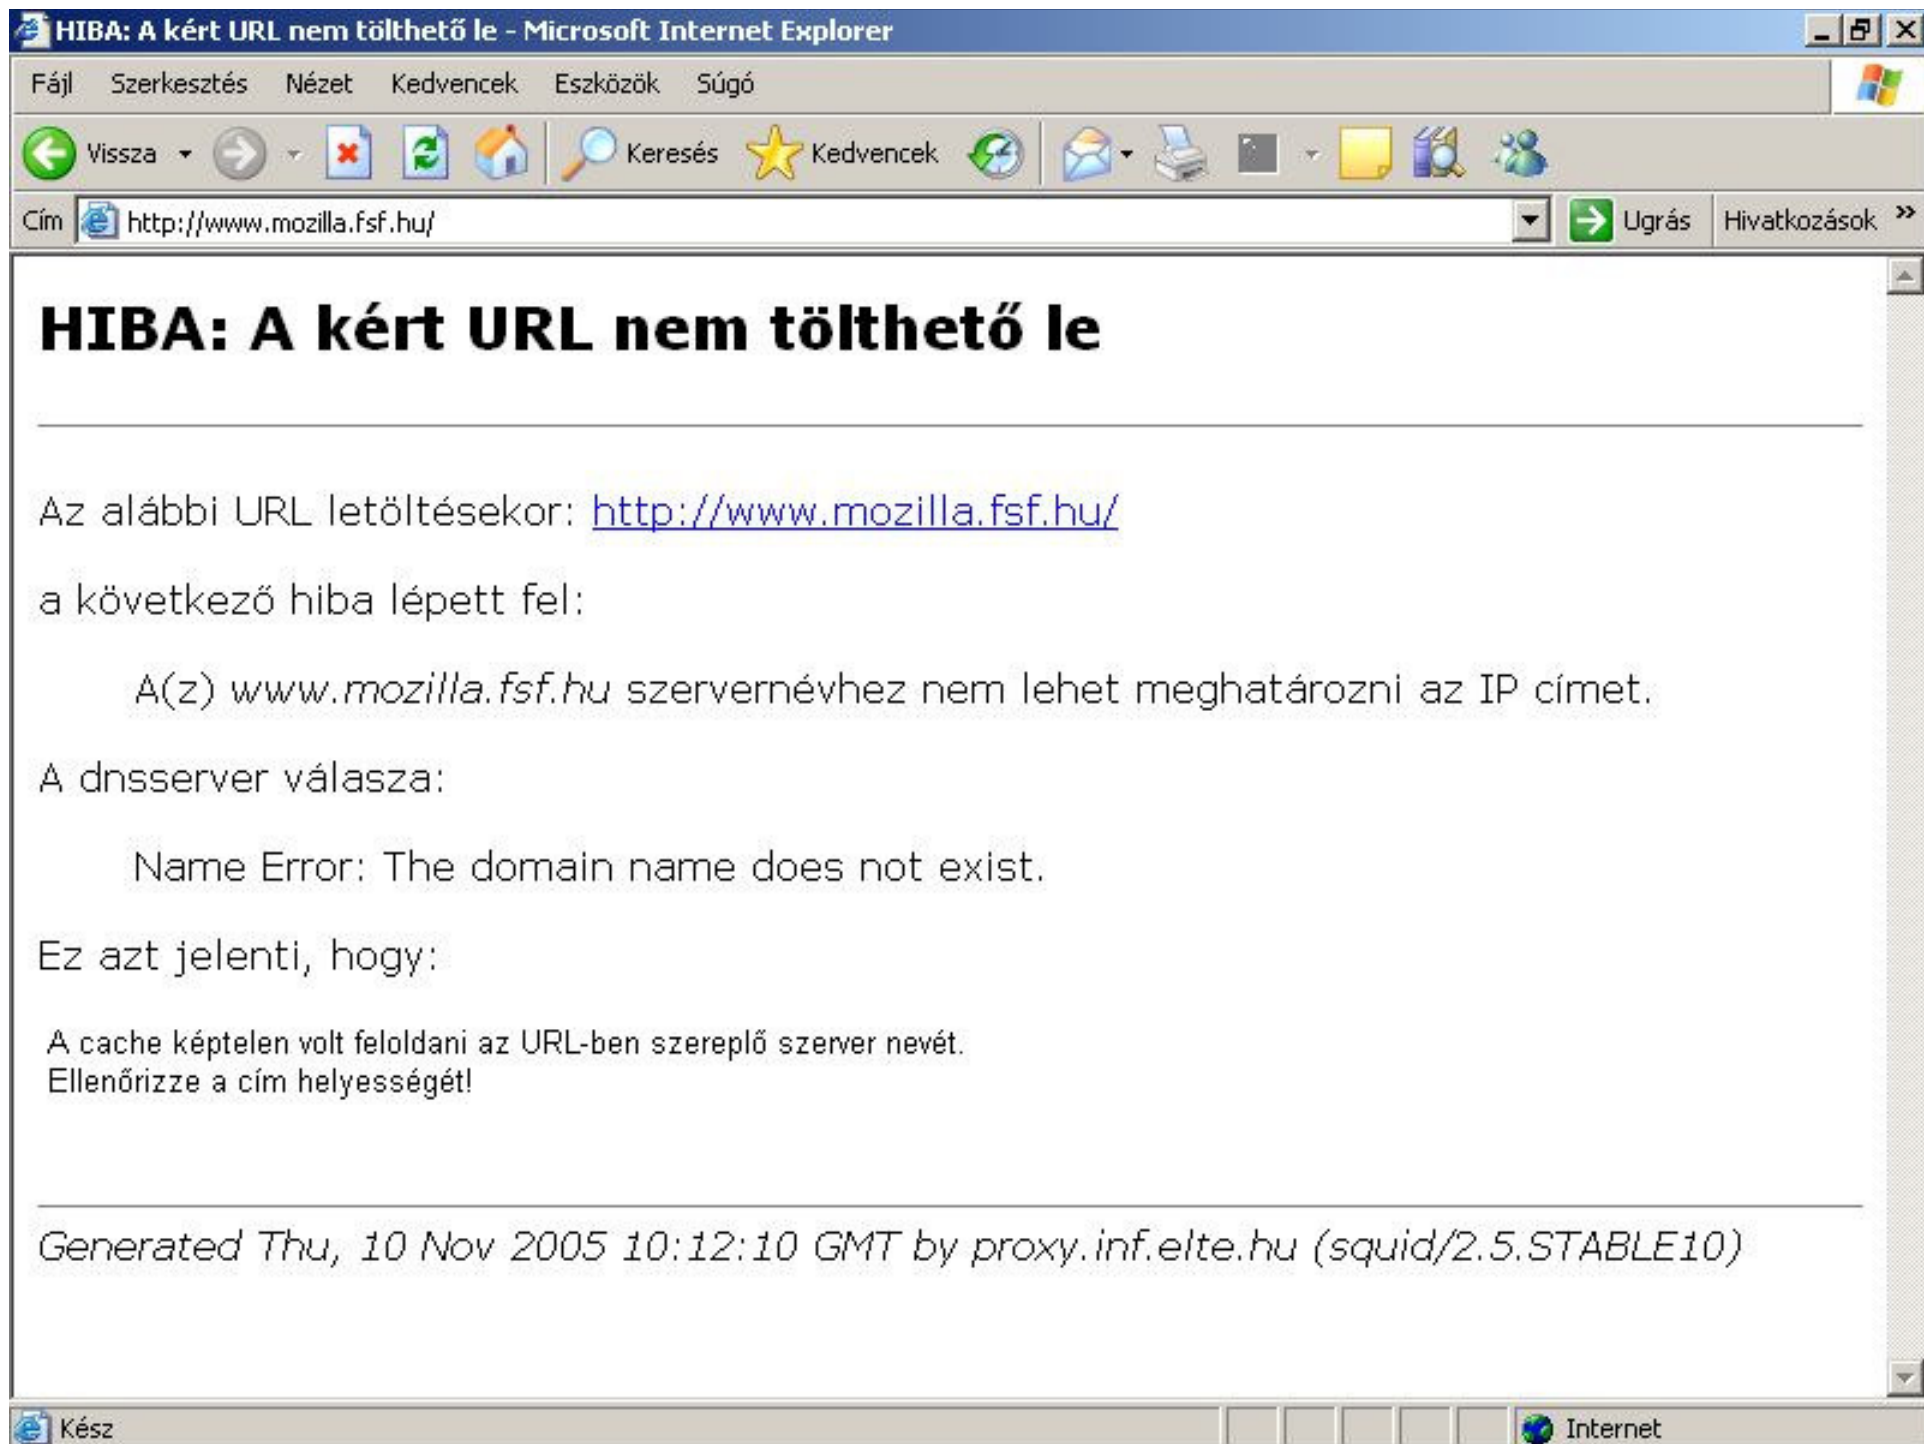 HIBA: A kért URL nem tölthető le - Microsoft Internet Explorer
Fájl Szerkesztés Nézet Kedvencek Eszközök Súgó
Vissza Keresés Kedvencek
Cím http://www.mozilla.fsf.hu/ Ugrás Hivatkozások »
HIBA: A kért URL nem tölthető le
Az alábbi URL letöltésekor: http://www.mozilla.fsf.hu/
a következő hiba lépett fel:
A(z) www.mozilla.fsf.hu szervernévhez nem lehet meghatározni az IP címet.
A dnsserver válasza:
Name Error: The domain name does not exist.
Ez azt jelenti, hogy:
A cache képtelen volt feloldani az URL-ben szereplő szerver nevét.
Ellenőrizze a cím helyességét!
Generated Thu, 10 Nov 2005 10:12:10 GMT by proxy.inf.elte.hu (squid/2.5.STABLE10)
Kész Internet